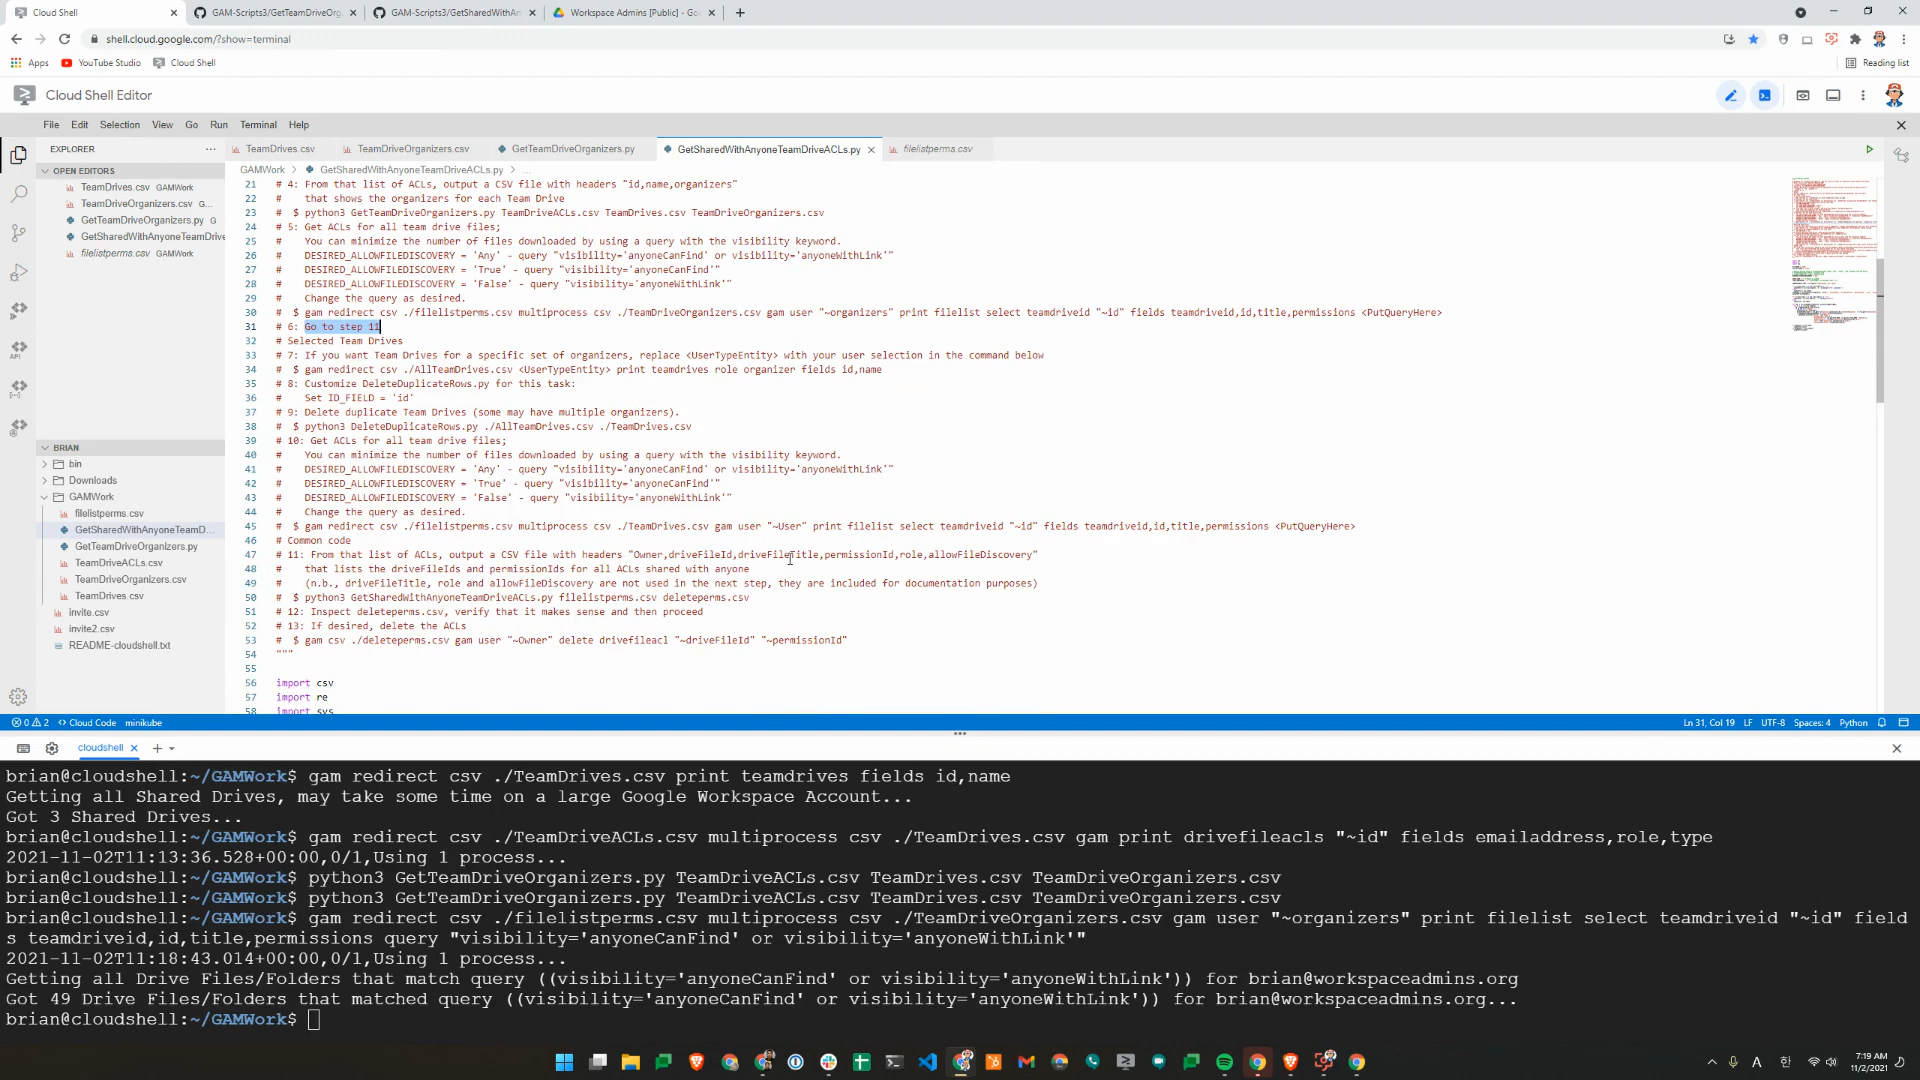 Cloud Shell
GAM-Scripts3/GetTeamDriveOrg
GAM-Scripts3/GetSharedWithAn
Workspace Admins [Public] - Goo
shell.cloud.google.com/?show=terminal
Apps
YouTube Studio
Cloud Shell
Reading list
Cloud Shell Editor
File Edit Selection View Go Run Terminal Help
EXPLORER
TeamDrives.csv
TeamDriveOrganizers.csv
GetTeamDriveOrganizers.py
GetSharedWithAnyoneTeamDriveACLs.py
filelistperms.csv
OPEN EDITORS
TeamDrives.csv GAMWork
TeamDriveOrganizers.csv G...
GetTeamDriveOrganizers.py GAMWork
GetSharedWithAnyoneTeamDrive
filelistperms.csv GAMWork
BRIAN
bin
Downloads
GAMWork
filelistperms.csv
GetSharedWithAnyoneTeamD...
GetTeamDriveOrganizers.py
TeamDriveACLs.csv
TeamDriveOrganizers.csv
TeamDrives.csv
invite.csv
invite2.csv
README-cloudshell.txt
GAMWork > GetSharedWithAnyoneTeamDriveACLs.py > ...
21 # 4: From that list of ACLs, output a CSV file with headers "id,name,organizers"
22 #    that shows the organizers for each Team Drive
23 #  $ python3 GetTeamDriveOrganizers.py TeamDriveACLs.csv TeamDrives.csv TeamDriveOrganizers.csv
24 # 5: Get ACLs for all team drive files;
25 #    You can minimize the number of files downloaded by using a query with the visibility keyword.
26 #    DESIRED_ALLOWFILEDISCOVERY = 'Any' - query "visibility='anyoneCanFind' or visibility='anyoneWithLink'"
27 #    DESIRED_ALLOWFILEDISCOVERY = 'True' - query "visibility='anyoneCanFind'"
28 #    DESIRED_ALLOWFILEDISCOVERY = 'False' - query "visibility='anyoneWithLink'"
29 #    Change the query as desired.
30 #  $ gam redirect csv ./filelistperms.csv multiprocess csv ./TeamDriveOrganizers.csv gam user "~organizers" print filelist select teamdriveid "~id" fields teamdriveid,id,title,permissions <PutQueryHere>
31 # 6: Go to step 11
32 # Selected Team Drives
33 # 7: If you want Team Drives for a specific set of organizers, replace <UserTypeEntity> with your user selection in the command below
34 #  $ gam redirect csv ./AllTeamDrives.csv <UserTypeEntity> print teamdrives role organizer fields id,name
35 # 8: Customize DeleteDuplicateRows.py for this task:
36 #    Set ID_FIELD = 'id'
37 # 9: Delete duplicate Team Drives (some may have multiple organizers).
38 #  $ python3 DeleteDuplicateRows.py ./AllTeamDrives.csv ./TeamDrives.csv
39 # 10: Get ACLs for all team drive files;
40 #    You can minimize the number of files downloaded by using a query with the visibility keyword.
41 #    DESIRED_ALLOWFILEDISCOVERY = 'Any' - query "visibility='anyoneCanFind' or visibility='anyoneWithLink'"
42 #    DESIRED_ALLOWFILEDISCOVERY = 'True' - query "visibility='anyoneCanFind'"
43 #    DESIRED_ALLOWFILEDISCOVERY = 'False' - query "visibility='anyoneWithLink'"
44 #    Change the query as desired.
45 #  $ gam redirect csv ./filelistperms.csv multiprocess csv ./TeamDrives.csv gam user "~User" print filelist select teamdriveid "~id" fields teamdriveid,id,title,permissions <PutQueryHere>
46 # Common code
47 # 11: From that list of ACLs, output a CSV file with headers "Owner,driveFileId,driveFileTitle,permissionId,role,allowFileDiscovery"
48 #    that lists the driveFileIds and permissionIds for all ACLs shared with anyone
49 #    (n.b., driveFileTitle, role and allowFileDiscovery are not used in the next step, they are included for documentation purposes)
50 #  $ python3 GetSharedWithAnyoneTeamDriveACLs.py filelistperms.csv deleteperms.csv
51 # 12: Inspect deleteperms.csv, verify that it makes sense and then proceed
52 # 13: If desired, delete the ACLs
53 #  $ gam csv ./deleteperms.csv gam user "~Owner" delete drivefileacl "~driveFileId" "~permissionId"
54 """
55
56 import csv
57 import re
58 import sys
0 2 Cloud Code minikube
Ln 31, Col 19 LF UTF-8 Spaces: 4 Python
cloudshell
brian@cloudshell:~/GAMWork$ gam redirect csv ./TeamDrives.csv print teamdrives fields id,name
Getting all Shared Drives, may take some time on a large Google Workspace Account...
Got 3 Shared Drives...
brian@cloudshell:~/GAMWork$ gam redirect csv ./TeamDriveACLs.csv multiprocess csv ./TeamDrives.csv gam print drivefileacls "~id" fields emailaddress,role,type
2021-11-02T11:13:36.528+00:00,0/1,Using 1 process...
brian@cloudshell:~/GAMWork$ python3 GetTeamDriveOrganizers.py TeamDriveACLs.csv TeamDrives.csv TeamDriveOrganizers.csv
brian@cloudshell:~/GAMWork$ python3 GetTeamDriveOrganizers.py TeamDriveACLs.csv TeamDrives.csv TeamDriveOrganizers.csv
brian@cloudshell:~/GAMWork$ gam redirect csv ./filelistperms.csv multiprocess csv ./TeamDriveOrganizers.csv gam user "~organizers" print filelist select teamdriveid "~id" field
s teamdriveid,id,title,permissions query "visibility='anyoneCanFind' or visibility='anyoneWithLink'"
2021-11-02T11:18:43.014+00:00,0/1,Using 1 process...
Getting all Drive Files/Folders that match query ((visibility='anyoneCanFind' or visibility='anyoneWithLink')) for brian@workspaceadmins.org
Got 49 Drive Files/Folders that matched query ((visibility='anyoneCanFind' or visibility='anyoneWithLink')) for brian@workspaceadmins.org...
brian@cloudshell:~/GAMWork$
A
7:19 AM
11/2/2021